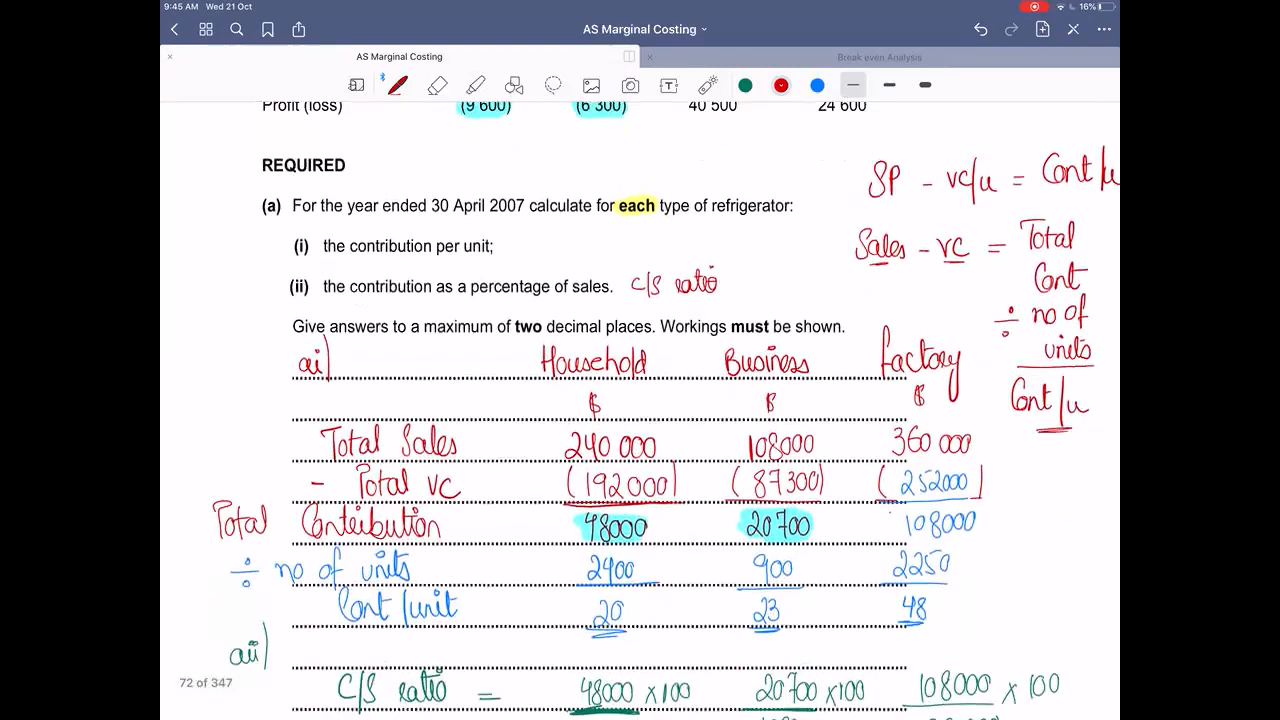 9:45 AM Wed 21 Oct 16%
AS Marginal Costing
AS Marginal Costing Break even Analysis
Profit (loss) (9 600) (6 300) 40 500 24 600
REQUIRED
SP - VC/u = Cont/u
(a) For the year ended 30 April 2007 calculate for each type of refrigerator:
(i) the contribution per unit;
Sales - VC = Total
Cont
÷ no of
units
Cont/u
(ii) the contribution as a percentage of sales. C/S ratio
Give answers to a maximum of two decimal places. Workings must be shown.
ai) Household Business factory
$ $ $
Total Sales 240 000 108000 360 000
- Total VC (192000) (87300) (252000)
Total Contribution 48000 20700 108000
÷ no of units 2400 900 2250
Cont/unit 20 23 48
aii)
72 of 347
C/S ratio = 48000 x100 20700 x100 108000 x 100